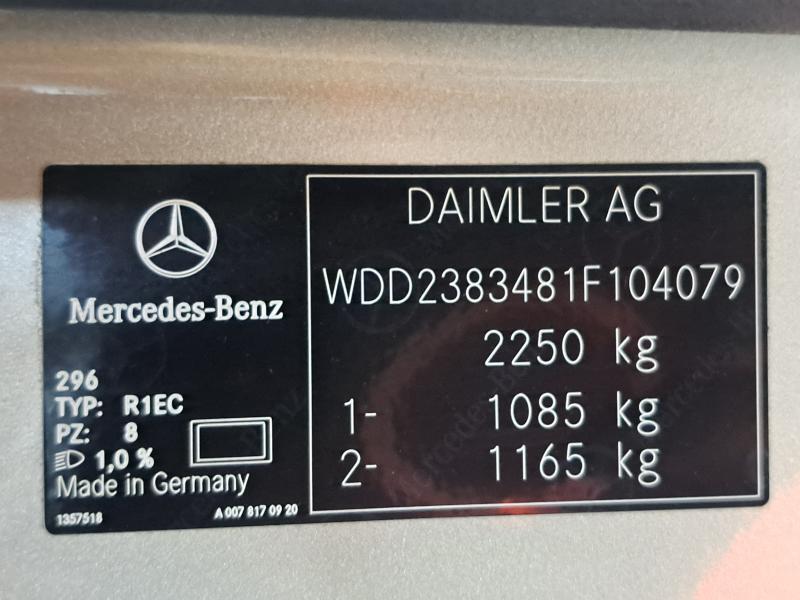 Mercedes-Benz
296
TYP: R1EC
PZ: 8
1,0 %
Made in Germany
1357518
A 007 817 09 20
DAIMLER AG
WDD2383481F104079
2250 kg
1- 1085 kg
2- 1165 kg